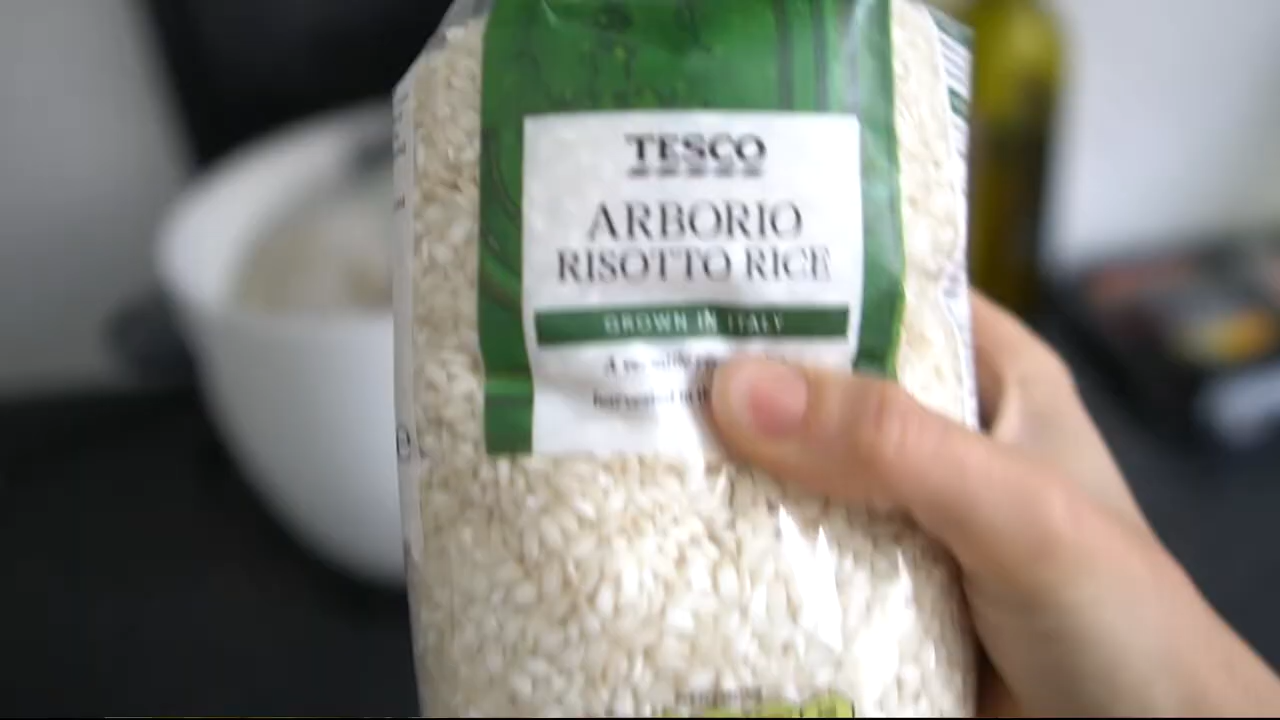 TESCO
ARBORIO
RISOTTO RICE
GROWN IN ITALY
A